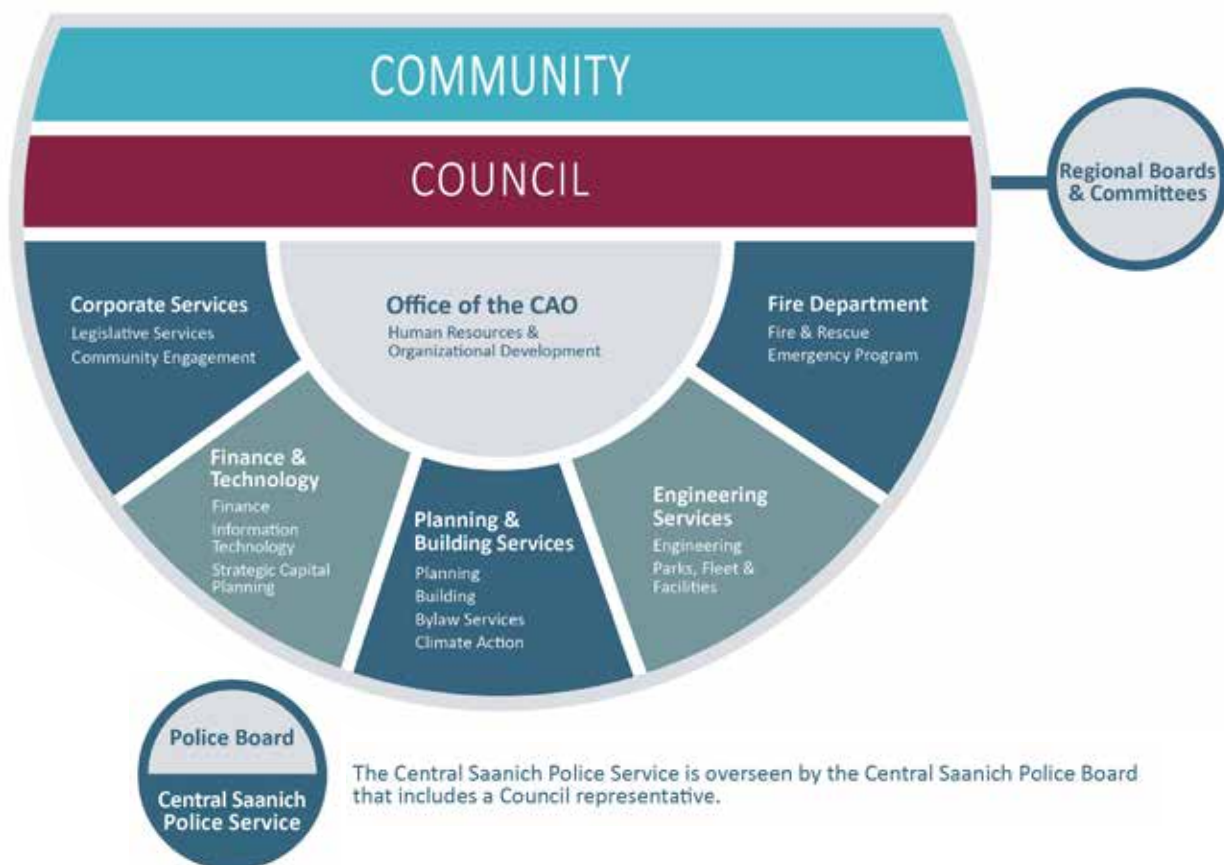 COMMUNITY
COUNCIL
Regional Boards
& Committees
Corporate Services
Legislative Services
Community Engagement
Office of the CAO
Human Resources &
Organizational Development
Fire Department
Fire & Rescue
Emergency Program
Finance &
Technology
Finance
Information
Technology
Strategic Capital
Planning
Planning &
Building Services
Planning
Building
Bylaw Services
Climate Action
Engineering
Services
Engineering
Parks, Fleet &
Facilities
Police Board
Central Saanich
Police Service
The Central Saanich Police Service is overseen by the Central Saanich Police Board
that includes a Council representative.